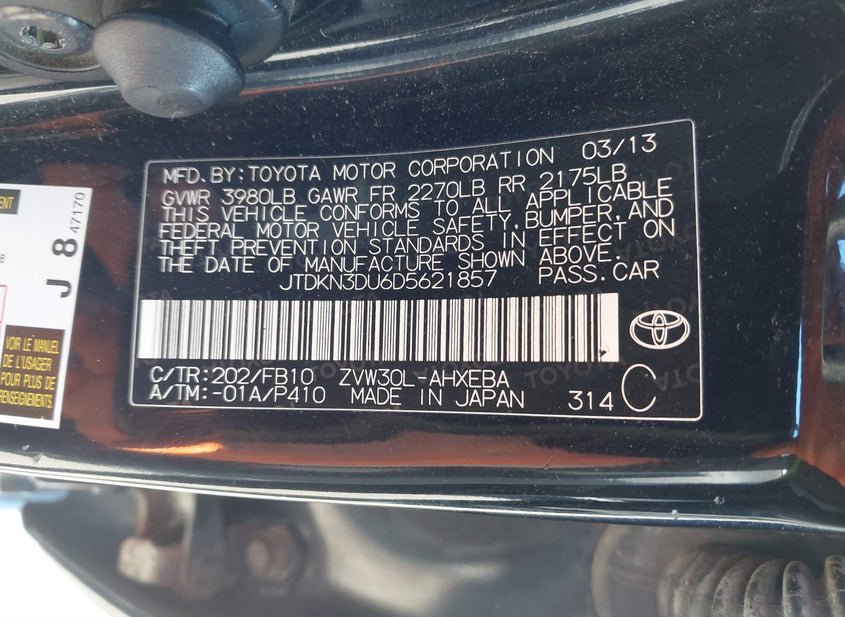 MFD. BY: TOYOTA MOTOR CORPORATION 03/13
GVWR 3980LB GAWR FR 2270LB RR 2175LB
THIS VEHICLE CONFORMS TO ALL APPLICABLE
FEDERAL MOTOR VEHICLE SAFETY, BUMPER, AND
THEFT PREVENTION STANDARDS IN EFFECT ON
THE DATE OF MANUFACTURE SHOWN ABOVE.
JTDKN3DU6D5621857 PASS. CAR
C/TR: 202/FB10 ZVW30L-AHXEBA
A/TM: -01A/P410 MADE IN JAPAN 314 C
J 8 47170
VOIR LE MANUEL
DE L'USAGER
POUR PLUS DE
RENSEIGNEMENTS